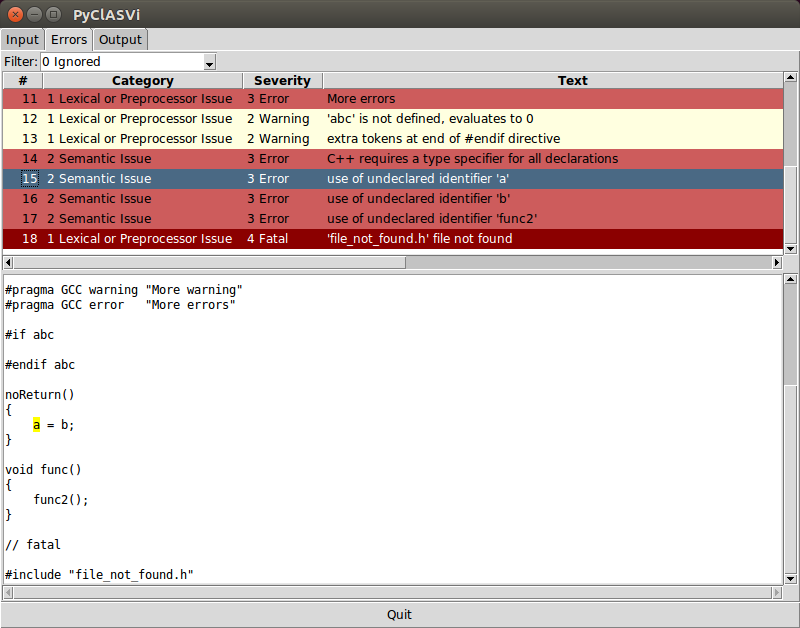 PyClASVi
Input Errors Output
Filter: 0 Ignored
# Category Severity Text
11 1 Lexical or Preprocessor Issue 3 Error More errors
12 1 Lexical or Preprocessor Issue 2 Warning 'abc' is not defined, evaluates to 0
13 1 Lexical or Preprocessor Issue 2 Warning extra tokens at end of #endif directive
14 2 Semantic Issue 3 Error C++ requires a type specifier for all declarations
15 2 Semantic Issue 3 Error use of undeclared identifier 'a'
16 2 Semantic Issue 3 Error use of undeclared identifier 'b'
17 2 Semantic Issue 3 Error use of undeclared identifier 'func2'
18 1 Lexical or Preprocessor Issue 4 Fatal 'file_not_found.h' file not found
#pragma GCC warning "More warning"
#pragma GCC error   "More errors"
#if abc
#endif abc
noReturn()
{
    a = b;
}
void func()
{
    func2();
}
// fatal
#include "file_not_found.h"
Quit